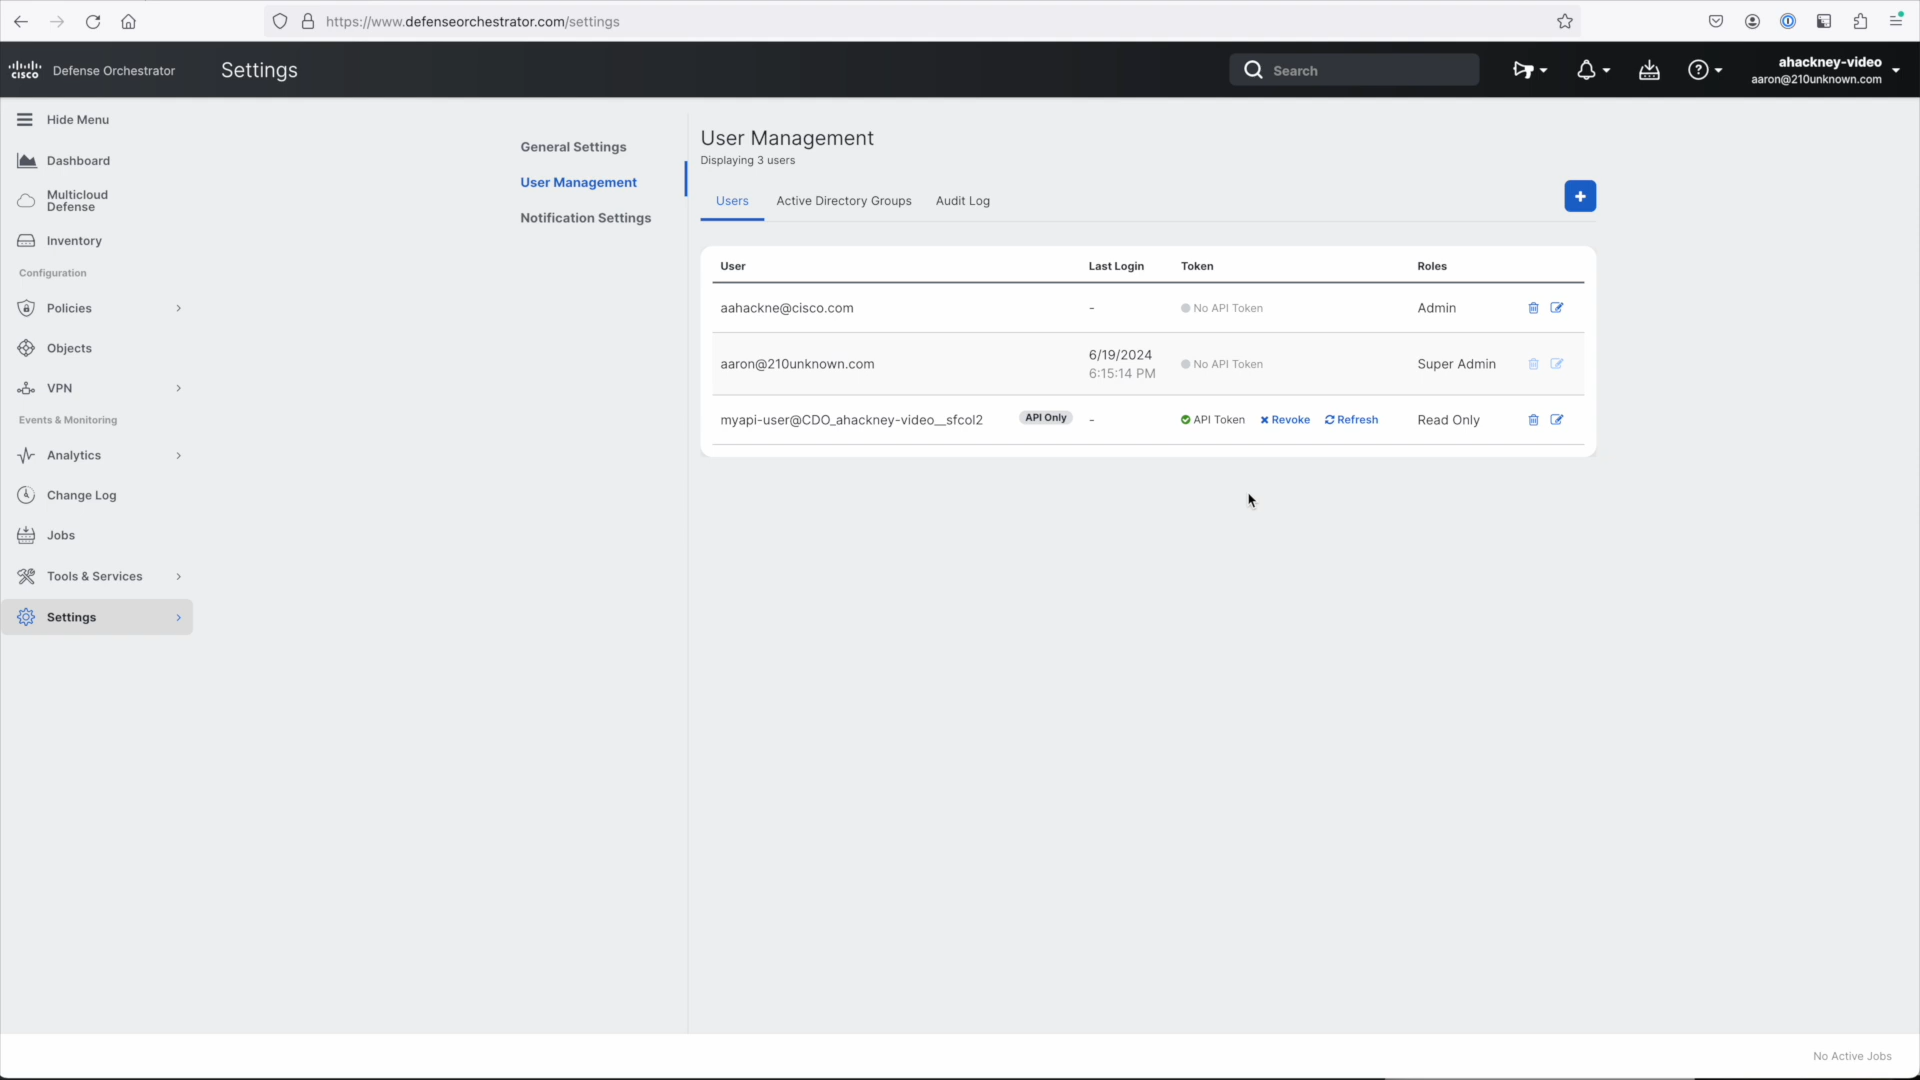 https://www.defenseorchestrator.com/settings
cisco
Defense Orchestrator
Settings
Search
ahackney-video
aaron@210unknown.com
Hide Menu
Dashboard
Multicloud
Defense
Inventory
Configuration
Policies
Objects
VPN
Events & Monitoring
Analytics
Change Log
Jobs
Tools & Services
Settings
General Settings
User Management
Notification Settings
User Management
Displaying 3 users
Users Active Directory Groups Audit Log
User Last Login Token Roles
aahackne@cisco.com - No API Token Admin
aaron@210unknown.com 6/19/2024 6:15:14 PM No API Token Super Admin
myapi-user@CDO_ahackney-video__sfcol2 API Only - API Token Revoke Refresh Read Only
No Active Jobs